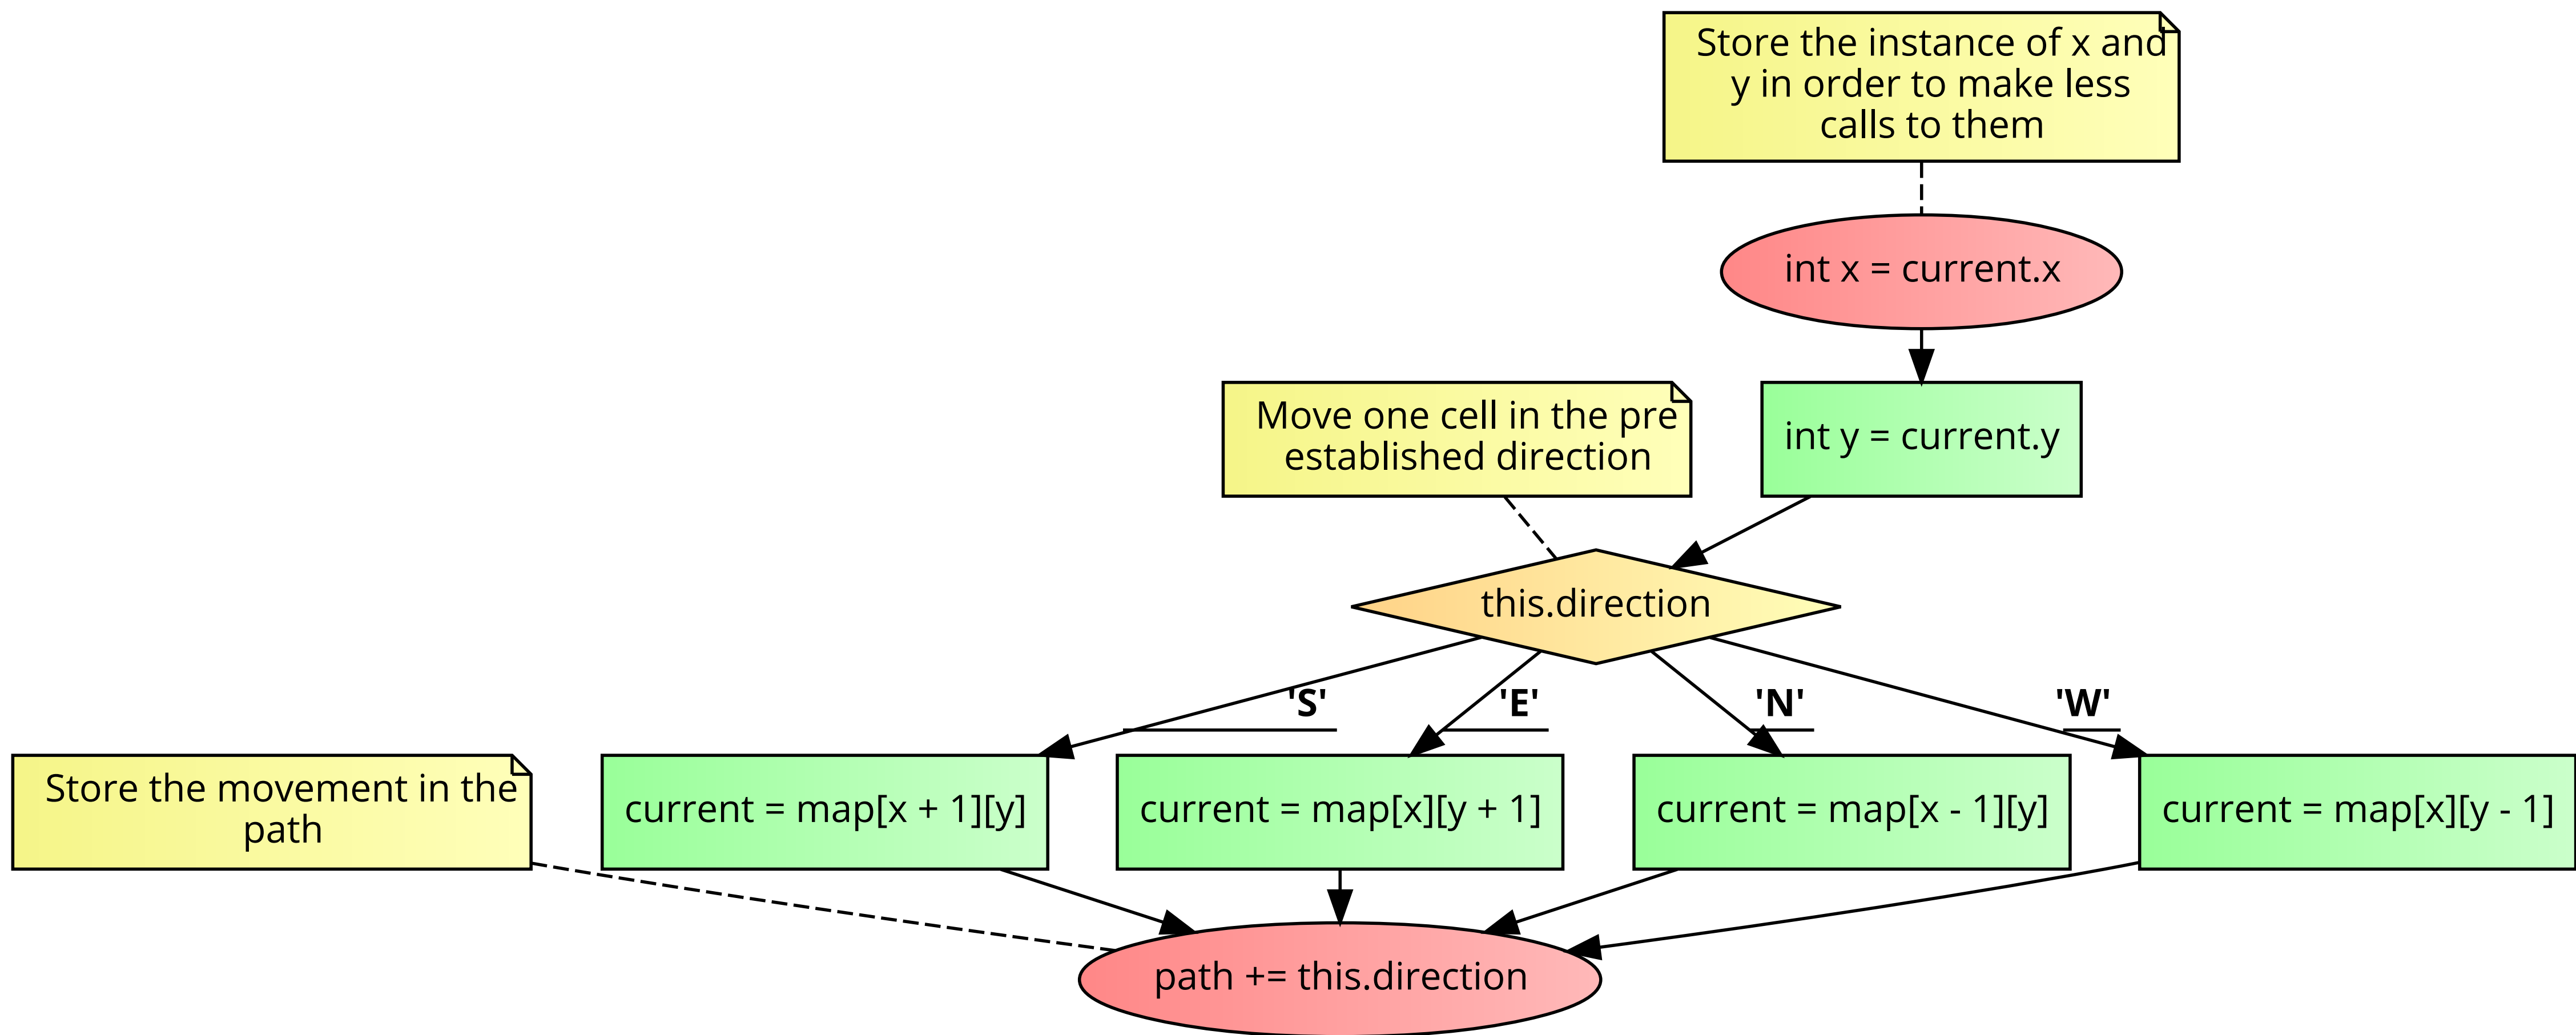 Store the instance of x and
y in order to make less
calls to them
int x = current.x
Move one cell in the pre
established direction
int y = current.y
this.direction
'S'
'E'
'N'
'W'
Store the movement in the
path
current = map[x + 1][y]
current = map[x][y + 1]
current = map[x - 1][y]
current = map[x][y - 1]
path += this.direction